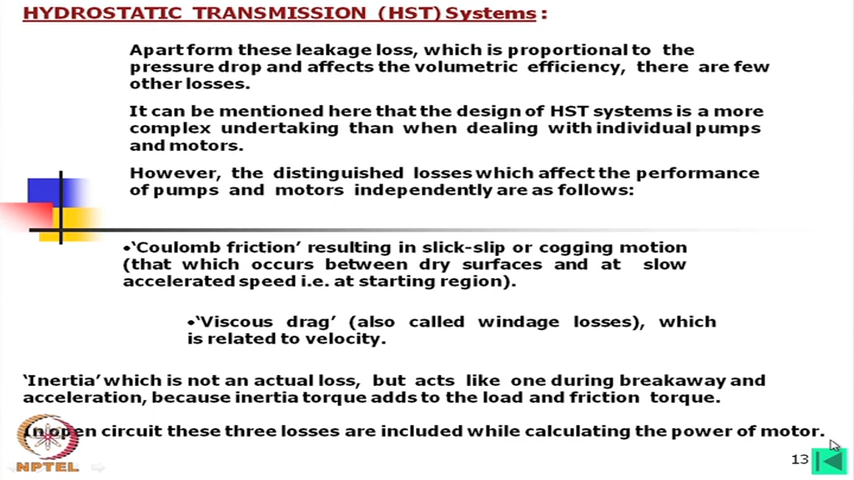 HYDROSTATIC TRANSMISSION (HST) Systems :
Apart form these leakage loss, which is proportional to the
pressure drop and affects the volumetric efficiency, there are few
other losses.
It can be mentioned here that the design of HST systems is a more
complex undertaking than when dealing with individual pumps
and motors.
However, the distinguished losses which affect the performance
of pumps and motors independently are as follows:
•‘Coulomb friction’ resulting in slick-slip or cogging motion
(that which occurs between dry surfaces and at slow
accelerated speed i.e. at starting region).
•‘Viscous drag’ (also called windage losses), which
is related to velocity.
‘Inertia’ which is not an actual loss, but acts like one during breakaway and
acceleration, because inertia torque adds to the load and friction torque.
(n open circuit these three losses are included while calculating the power of motor.
13
NPTEL